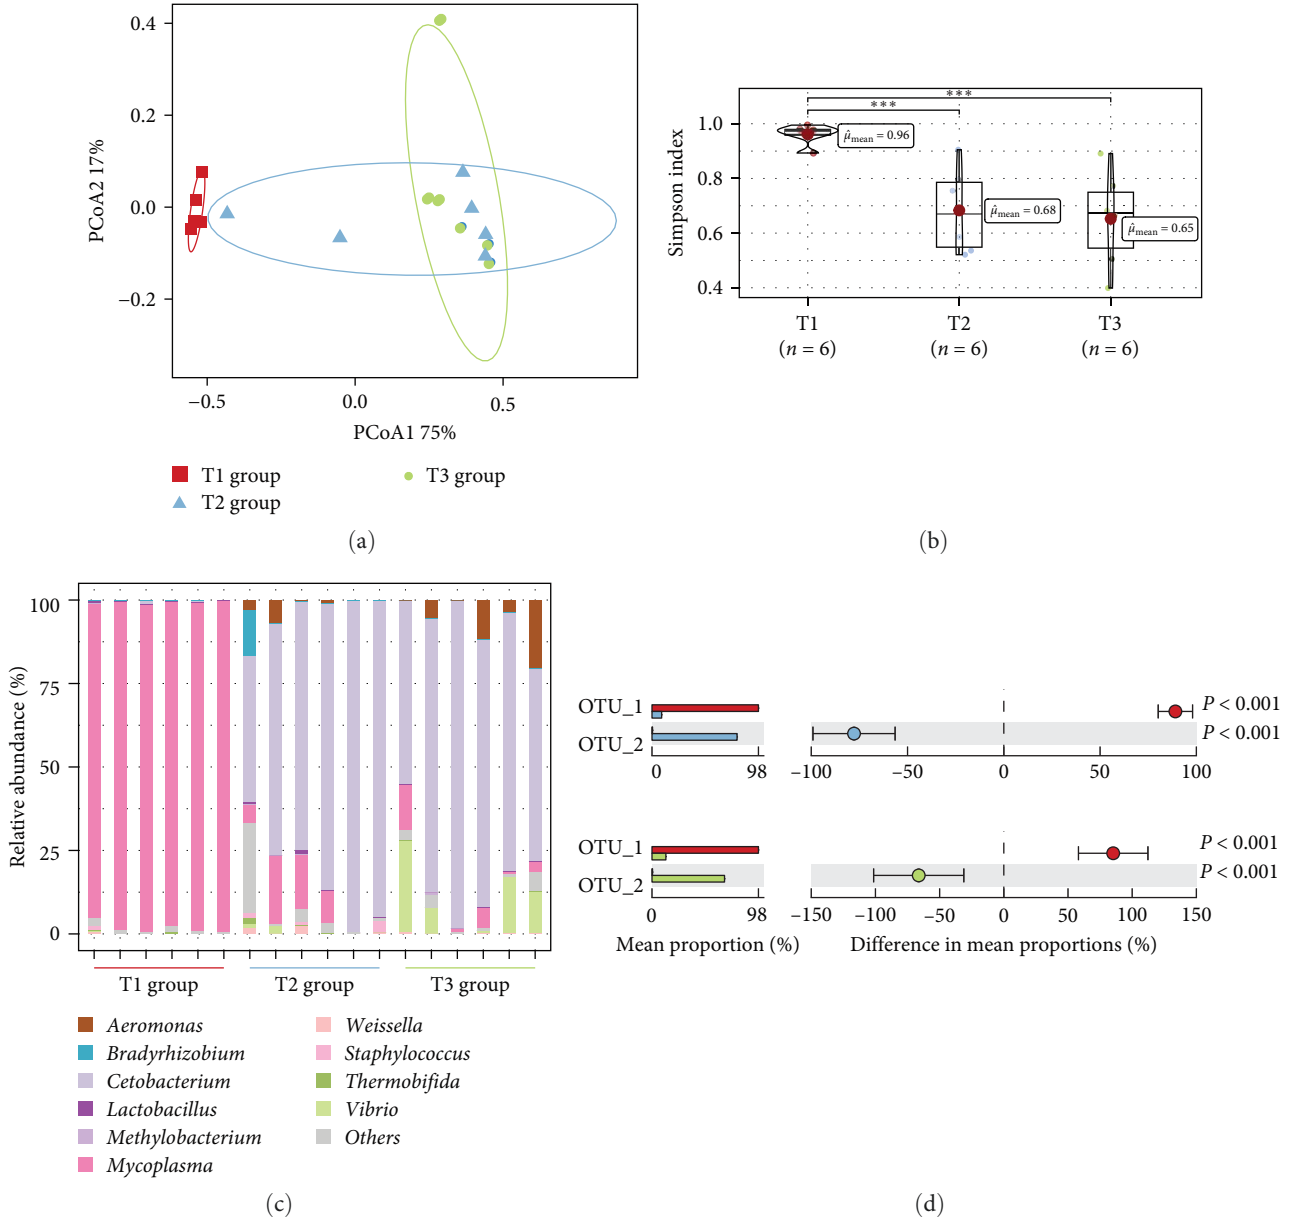 0.4
0.2
0.0
−0.2
PCoA2 17%
−0.5
0.0
0.5
PCoA1 75%
T1 group
T2 group
T3 group
(a)
***
***
1.0
0.8
0.6
0.4
Simpson index
μ̂mean = 0.96
μ̂mean = 0.68
μ̂mean = 0.65
T1
(n = 6)
T2
(n = 6)
T3
(n = 6)
(b)
100
75
50
25
0
Relative abundance (%)
T1 group
T2 group
T3 group
Aeromonas
Bradyrhizobium
Cetobacterium
Lactobacillus
Methylobacterium
Mycoplasma
Weissella
Staphylococcus
Thermobifida
Vibrio
Others
(c)
OTU_1
OTU_2
0
98
P < 0.001
P < 0.001
−100
−50
0
50
100
OTU_1
OTU_2
0
98
P < 0.001
P < 0.001
−150
−100
−50
0
50
100
150
Mean proportion (%)
Difference in mean proportions (%)
(d)